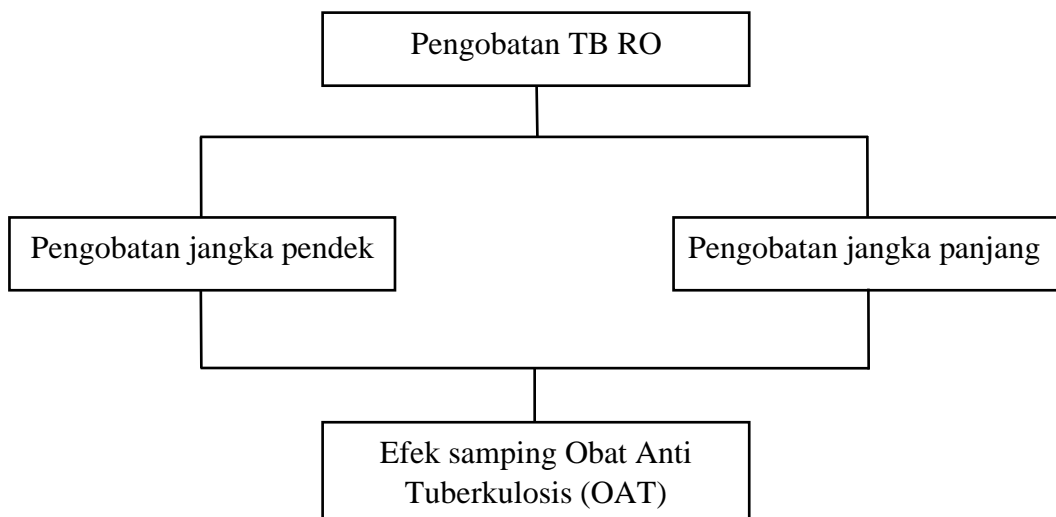 Pengobatan TB RO
Pengobatan jangka pendek
Pengobatan jangka panjang
Efek samping Obat Anti
Tuberkulosis (OAT)